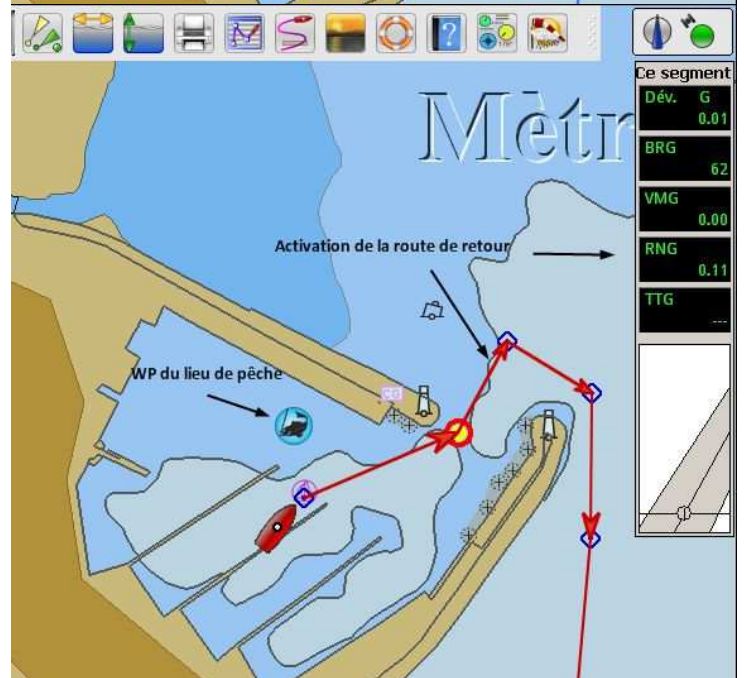 Ce segment
Dév. G
0.01
BRG
62
VMG
0.00
RNG
0.11
TTG
---
Mètr
Activation de la route de retour
WP du lieu de pêche
CG